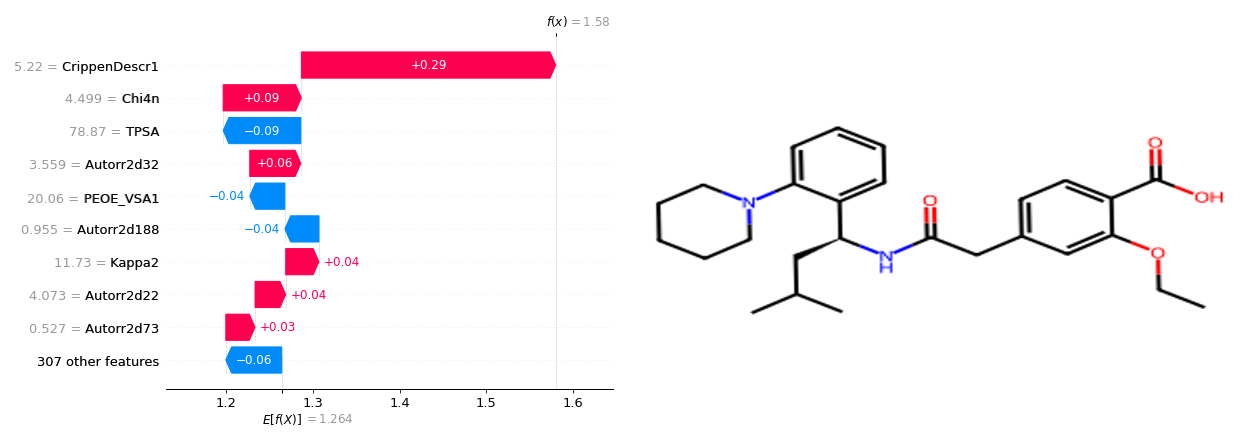 f(x) = 1.58
5.22 = CrippenDescr1
+0.29
4.499 = Chi4n
+0.09
78.87 = TPSA
−0.09
3.559 = Autorr2d32
+0.06
20.06 = PEOE_VSA1
−0.04
0.955 = Autorr2d188
−0.04
11.73 = Kappa2
+0.04
4.073 = Autorr2d22
+0.04
0.527 = Autorr2d73
+0.03
307 other features
−0.06
1.2 1.3 1.4 1.5 1.6
E[f(X)] = 1.264
O
OH
N
O
N
H
O